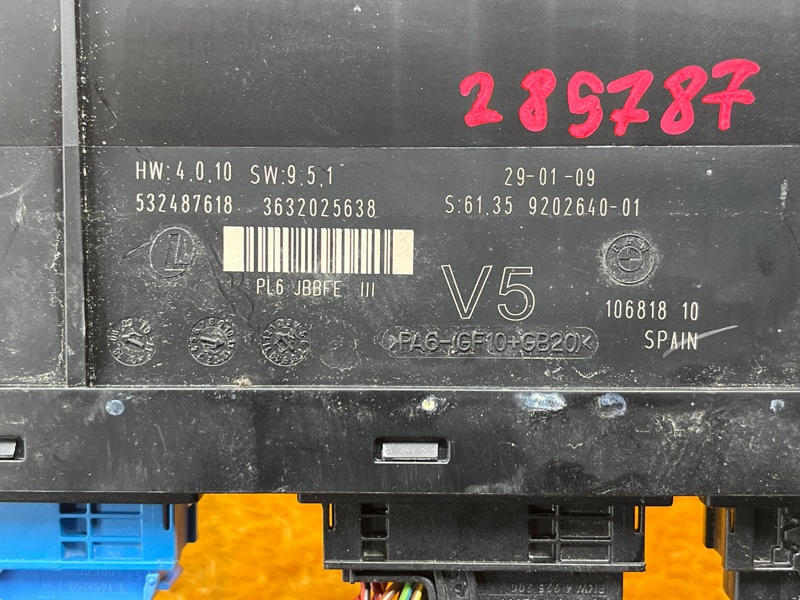 285787
HW:4.0.10 SW:9.5.1 29-01-09
532487618 3632025638 S:61.35 9202640-01
PL6 JBBFE III
V5
BMW
106818 10
SPAIN
>PA6-(GF10+GB20)<